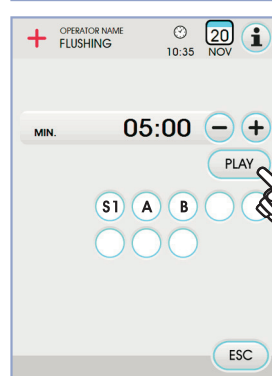 OPERATOR NAME
FLUSHING
10:35
20
NOV
i
MIN. 05:00 − +
PLAY
S1 A B
ESC